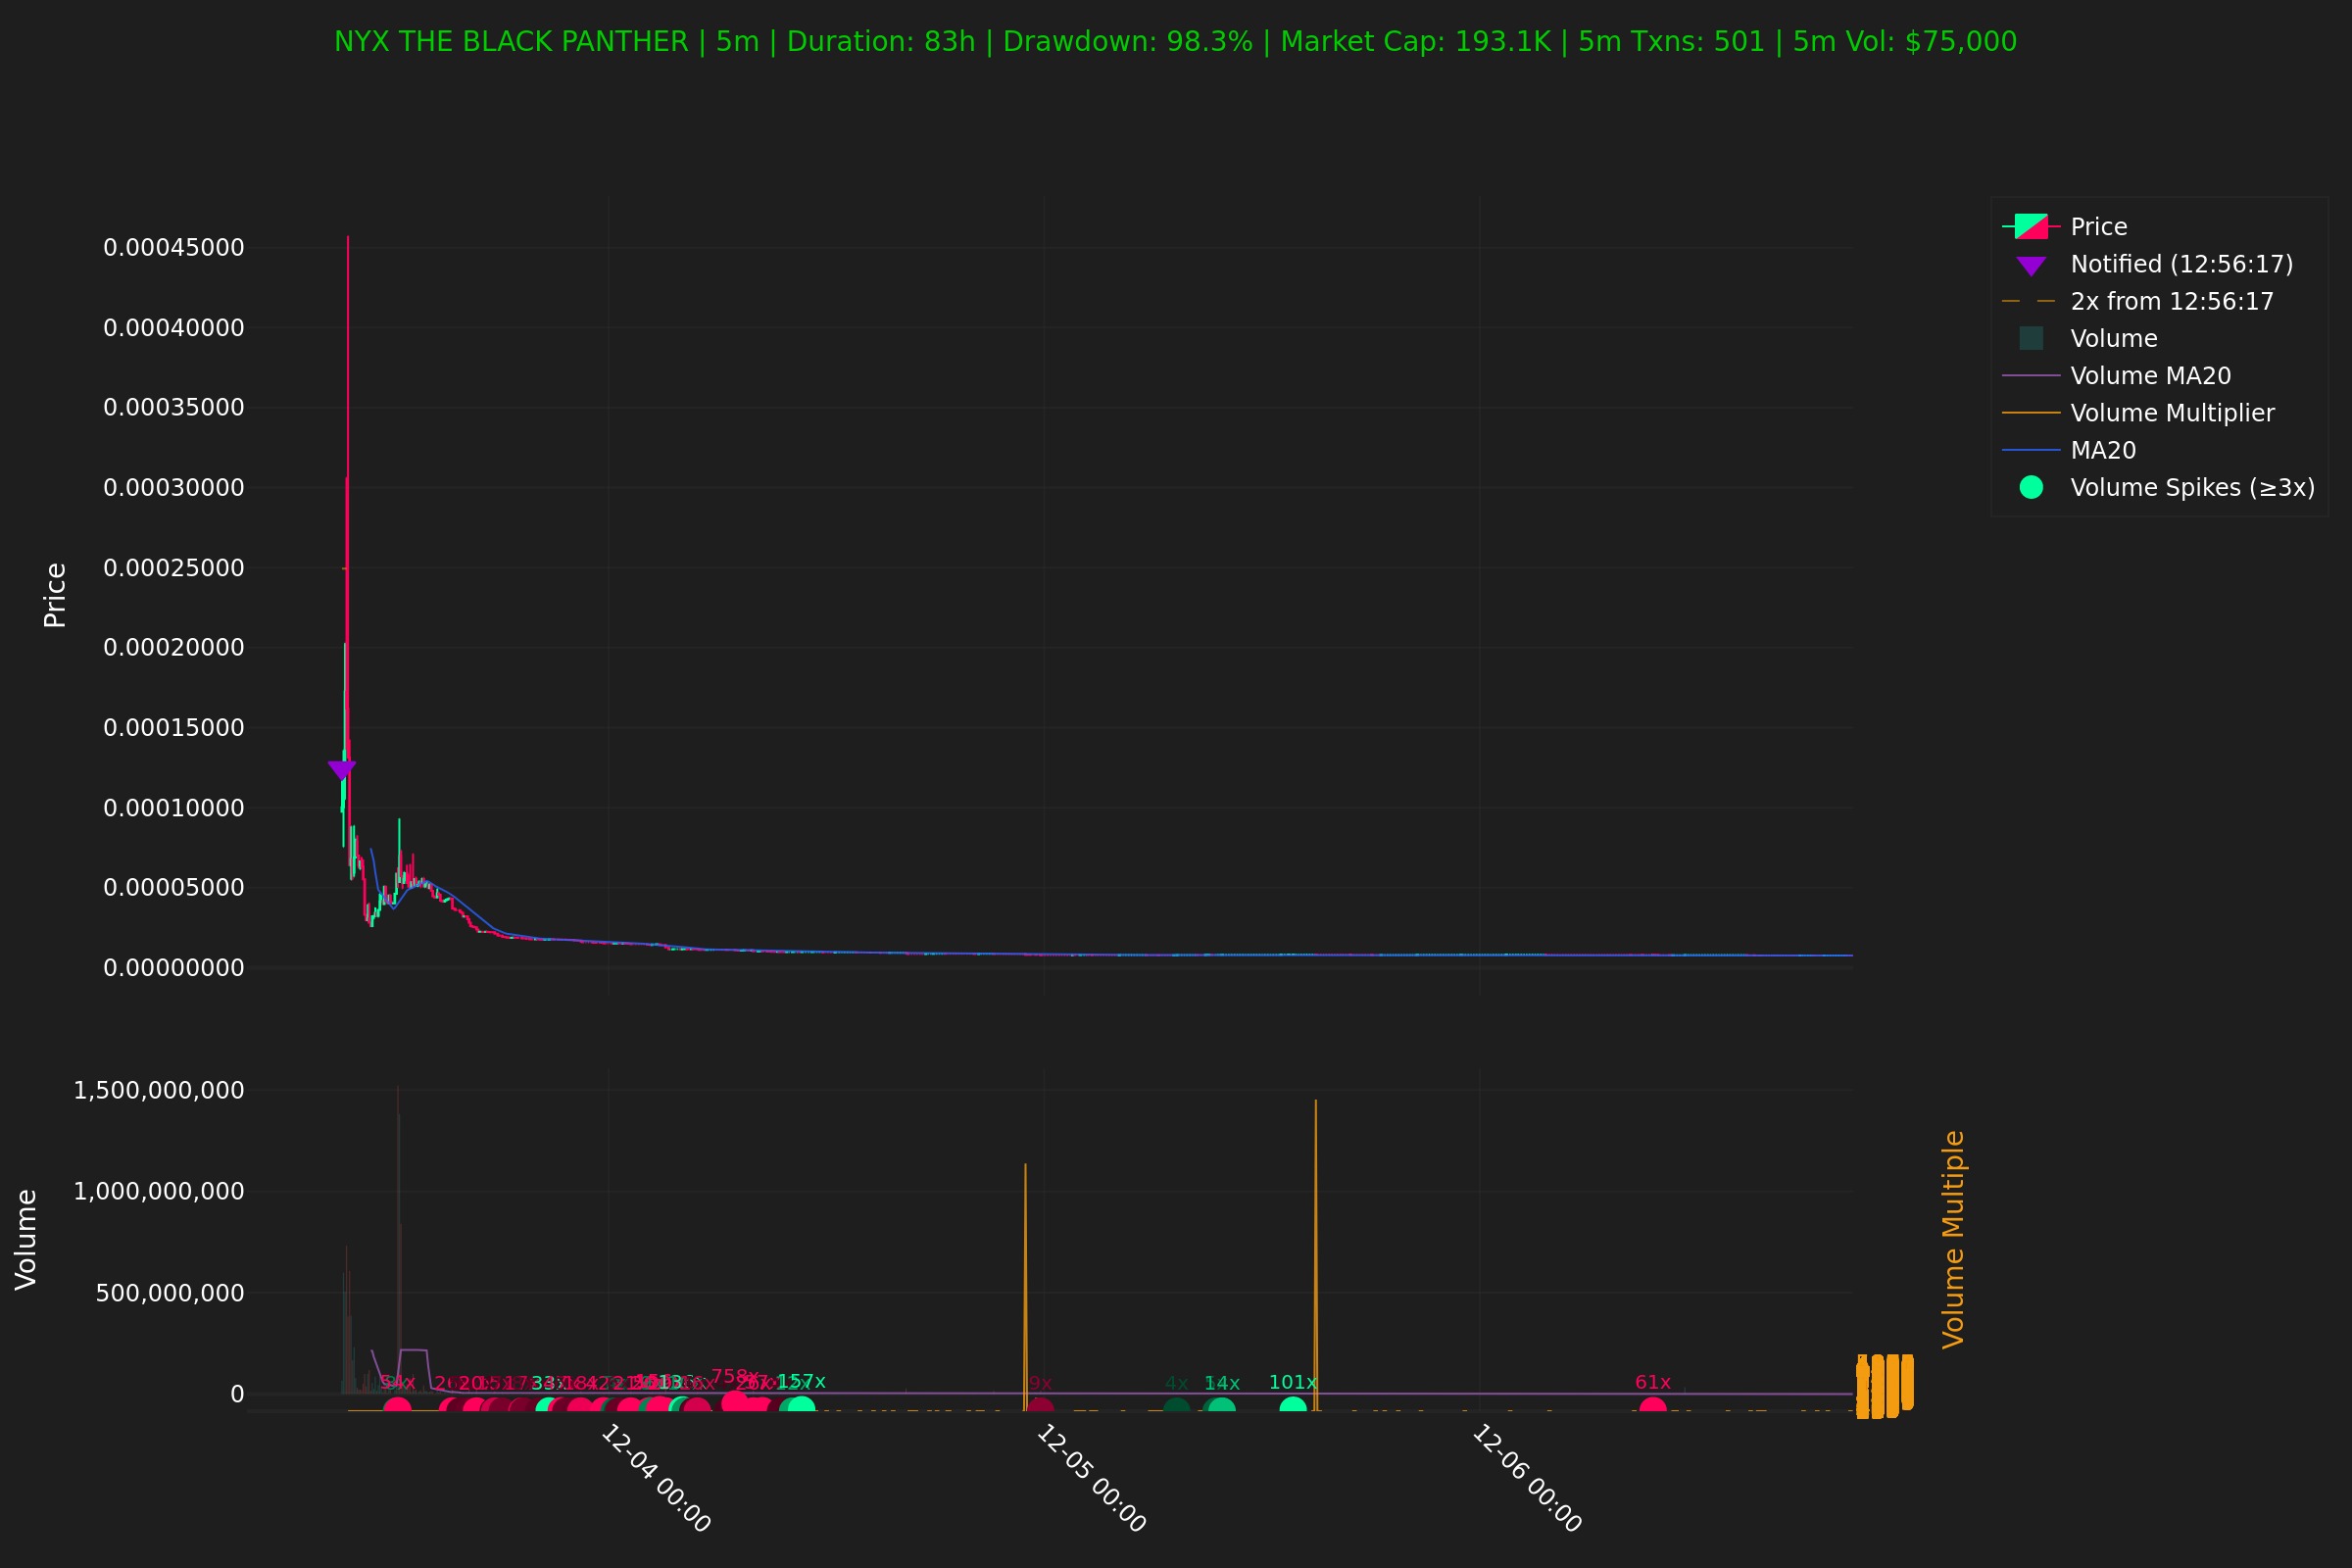 NYX THE BLACK PANTHER | 5m | Duration: 83h | Drawdown: 98.3% | Market Cap: 193.1K | 5m Txns: 501 | 5m Vol: $75,000
Price
0.00045000
0.00040000
0.00035000
0.00030000
0.00025000
0.00020000
0.00015000
0.00010000
0.00005000
0.00000000
Price
Notified (12:56:17)
2x from 12:56:17
Volume
Volume MA20
Volume Multiplier
MA20
Volume Spikes (≥3x)
Volume
1,500,000,000
1,000,000,000
500,000,000
0
758x
157x
9x
4x
14x
101x
61x
Volume Multiple
12-04 00:00
12-05 00:00
12-06 00:00